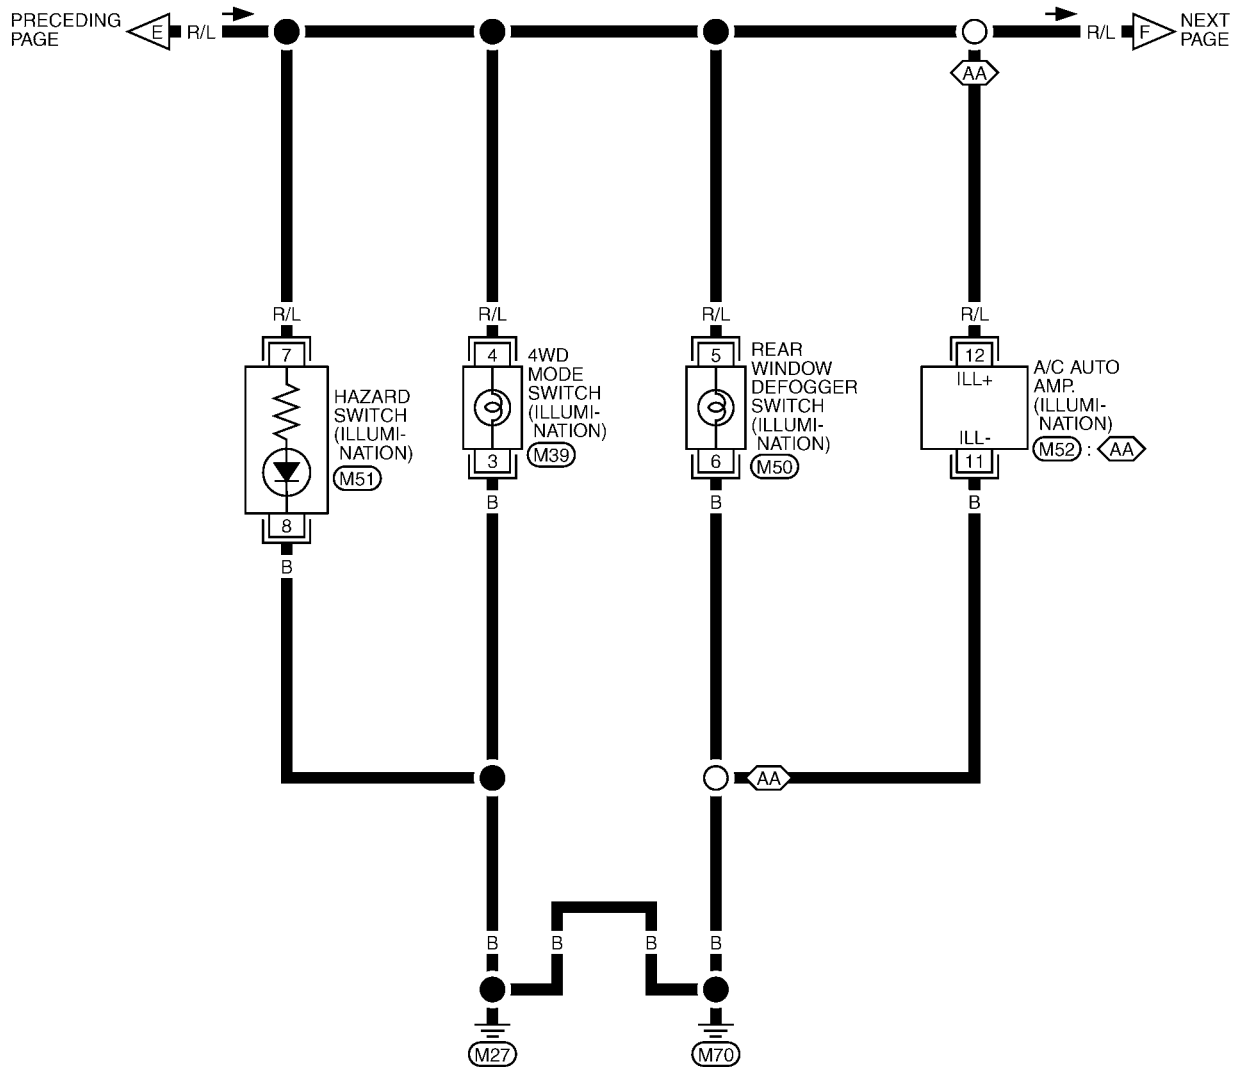 PRECEDING
PAGE
E
R/L
R/L
F
NEXT
PAGE
AA
R/L
R/L
R/L
R/L
7
HAZARD
SWITCH
(ILLUMI-
NATION)
M51
8
B
4
4WD
MODE
SWITCH
(ILLUMI-
NATION)
M39
3
B
5
REAR
WINDOW
DEFOGGER
SWITCH
(ILLUMI-
NATION)
M50
6
B
12
ILL+
ILL-
11
A/C AUTO
AMP.
(ILLUMI-
NATION)
M52 : AA
B
AA
B
B
B
B
M27
M70